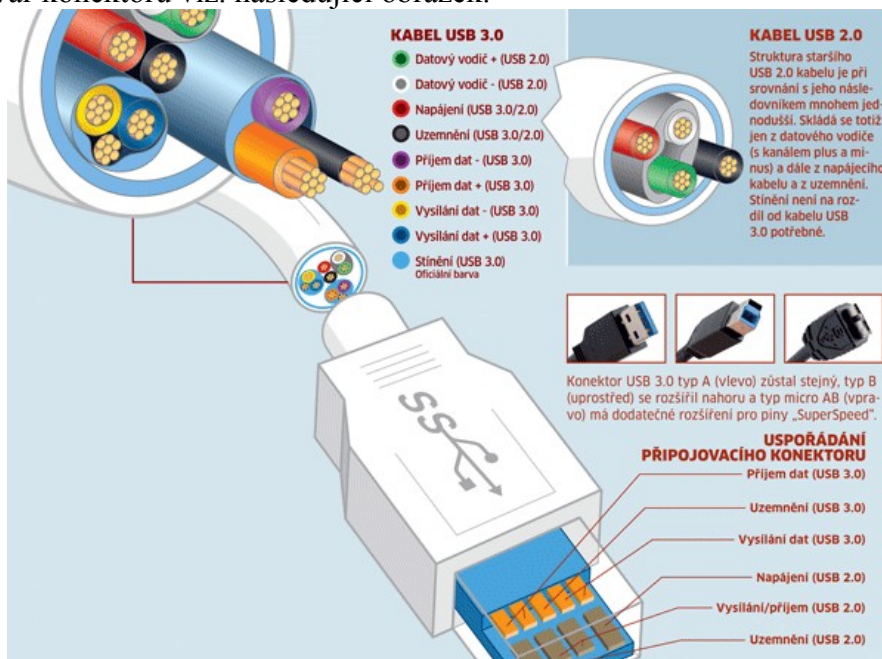 konektoru viz. následující obrázek.
KABEL USB 3.0
Datový vodič + (USB 2.0)
Datový vodič - (USB 2.0)
Napájení (USB 3.0/2.0)
Uzemnění (USB 3.0/2.0)
Příjem dat - (USB 3.0)
Příjem dat + (USB 3.0)
Vysílání dat - (USB 3.0)
Vysílání dat + (USB 3.0)
Stínění (USB 3.0)
Oficiální barva
KABEL USB 2.0
Struktura staršího
USB 2.0 kabelu je při
srovnání s jeho násle-
dovníkem mnohem jed-
nodušší. Skládá se totiž
jen z datového vodiče
(s kanálem plus a mi-
nus) a dále z napájecího
kabelu a z uzemnění.
Stínění není na roz-
díl od kabelu USB
3.0 potřebné.
Konektor USB 3.0 typ A (vlevo) zůstal stejný, typ B
(uprostřed) se rozšířil nahoru a typ micro AB (vpra-
vo) má dodatečné rozšíření pro piny „SuperSpeed“.
SS
USPOŘÁDÁNÍ
PŘIPOJOVACÍHO KONEKTORU
Příjem dat (USB 3.0)
Uzemnění (USB 3.0)
Vysílání dat (USB 3.0)
Napájení (USB 2.0)
Vysílání/příjem (USB 2.0)
Uzemnění (USB 2.0)